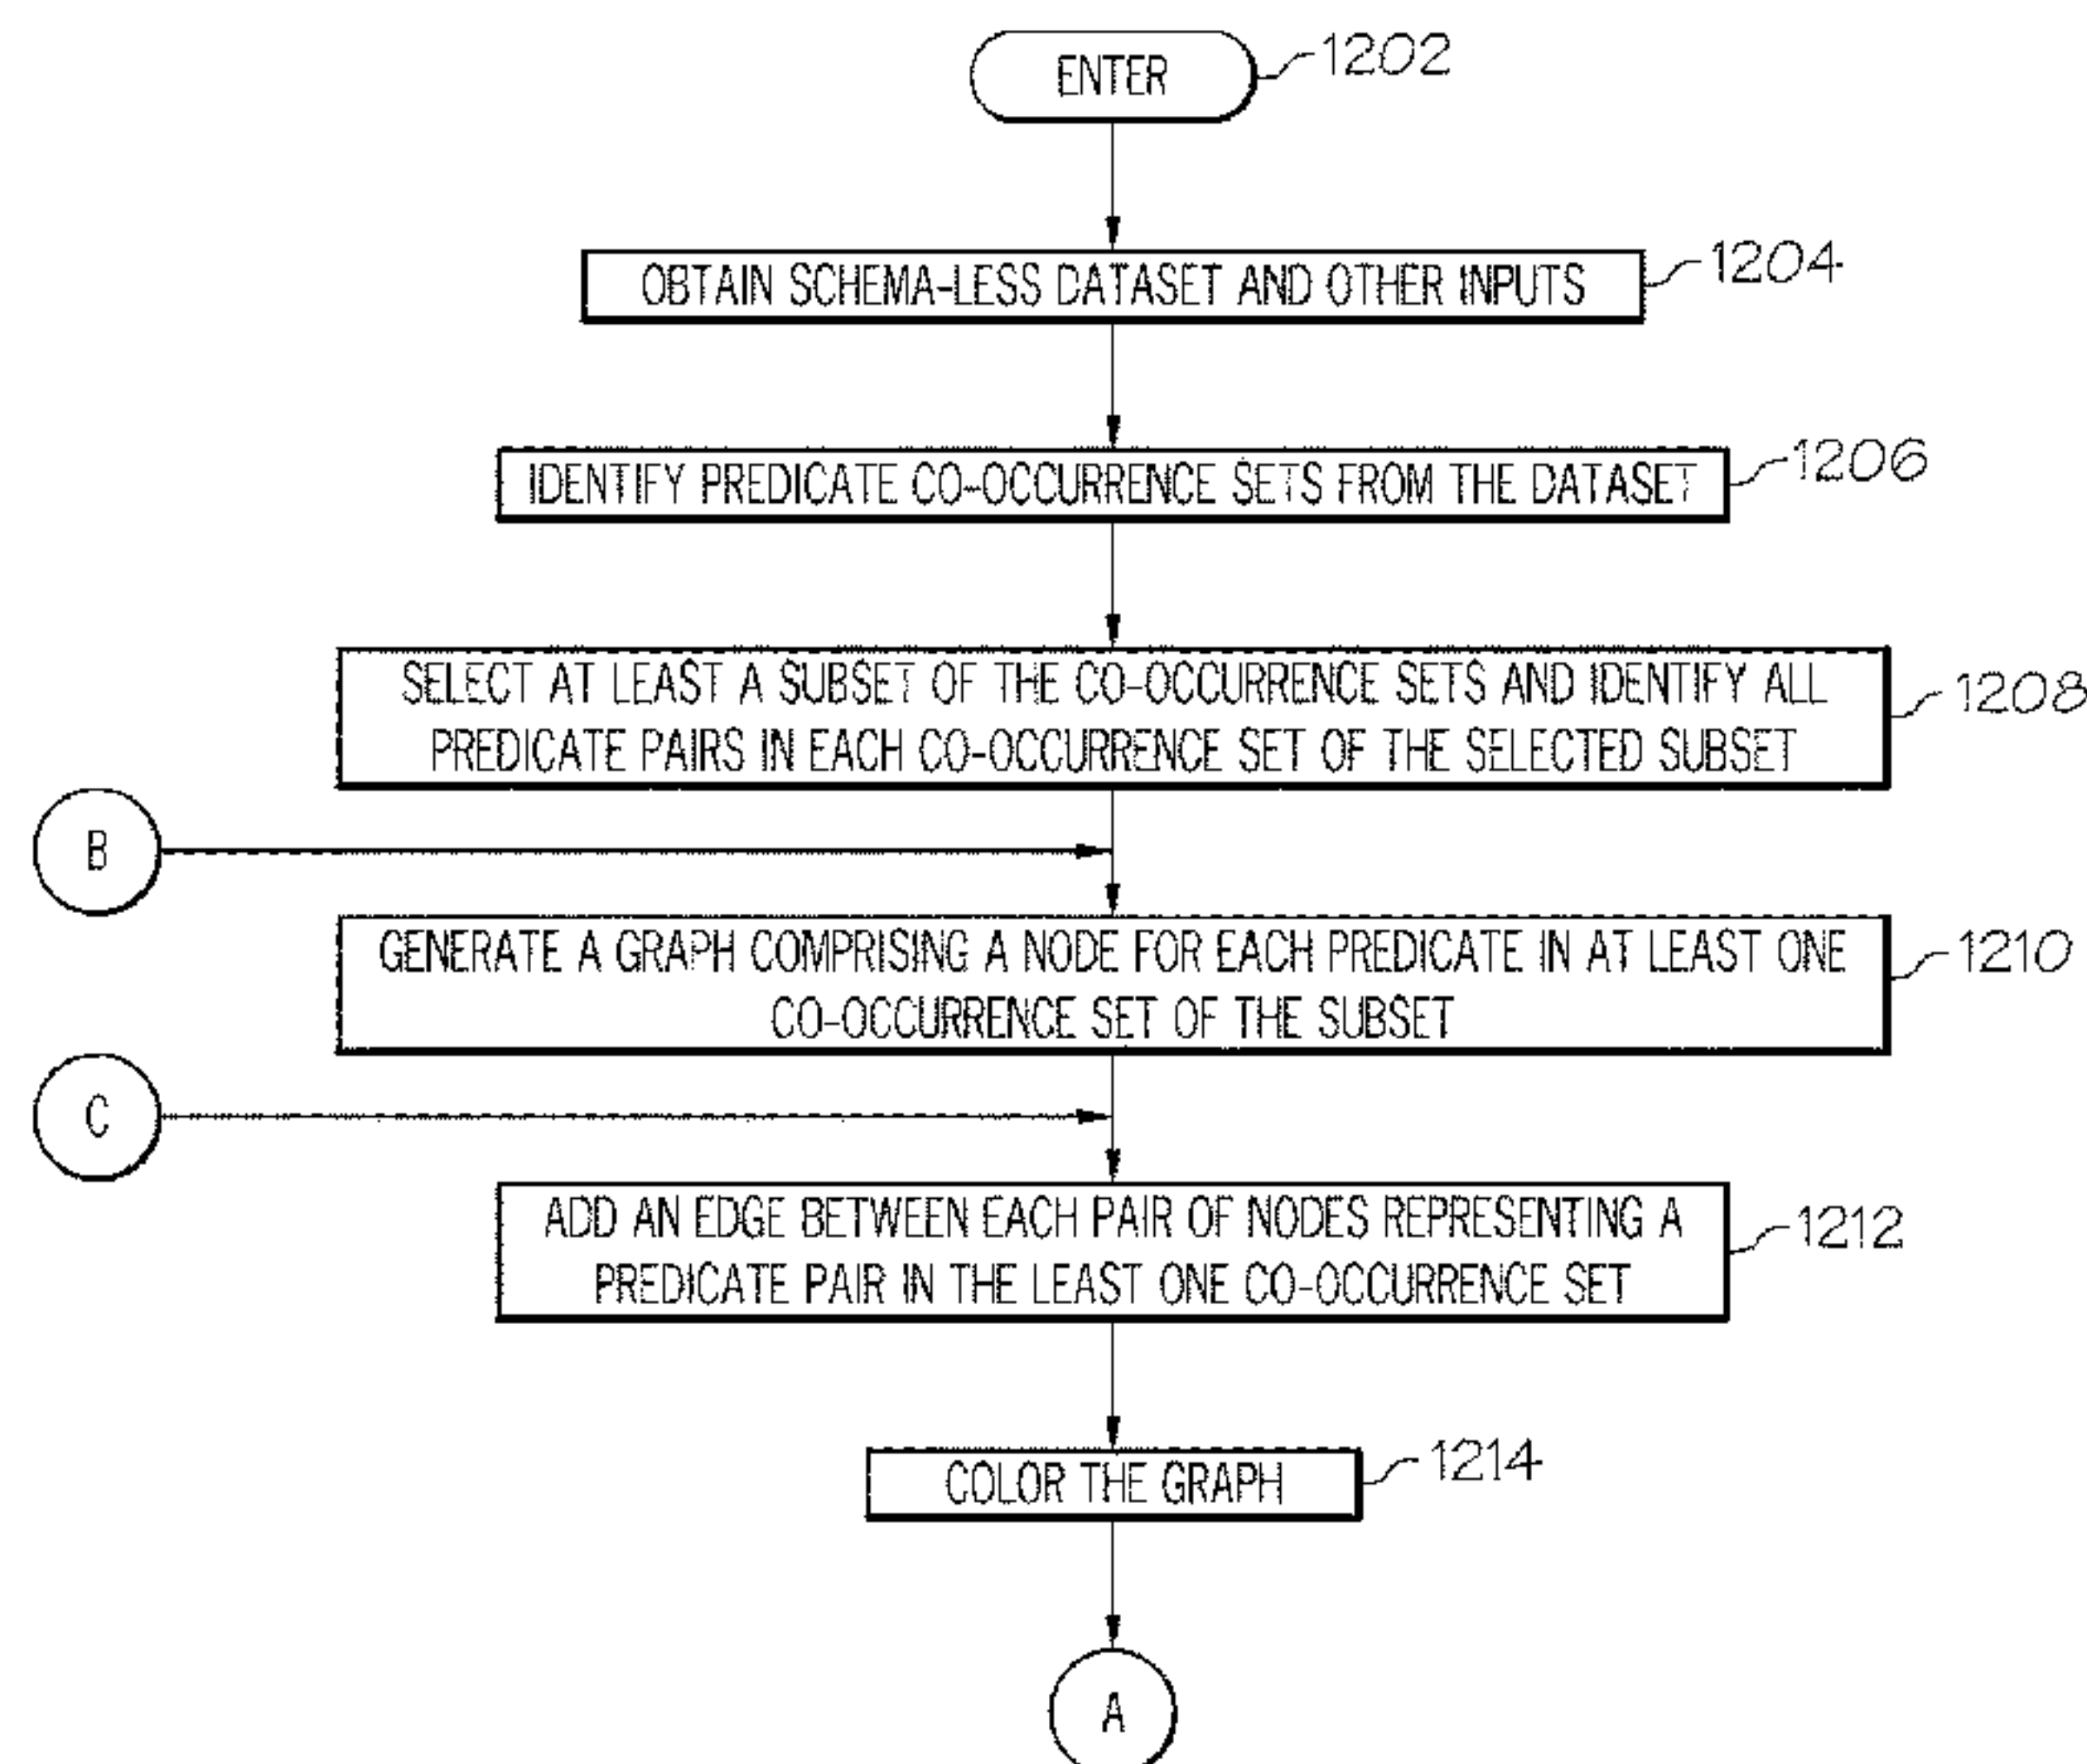 ENTER
1202
OBTAIN SCHEMA-LESS DATASET AND OTHER INPUTS
1204
IDENTIFY PREDICATE CO-OCCURRENCE SETS FROM THE DATASET
1206
SELECT AT LEAST A SUBSET OF THE CO-OCCURRENCE SETS AND IDENTIFY ALL
PREDICATE PAIRS IN EACH CO-OCCURRENCE SET OF THE SELECTED SUBSET
1208
B
GENERATE A GRAPH COMPRISING A NODE FOR EACH PREDICATE IN AT LEAST ONE
CO-OCCURRENCE SET OF THE SUBSET
1210
C
ADD AN EDGE BETWEEN EACH PAIR OF NODES REPRESENTING A
PREDICATE PAIR IN THE LEAST ONE CO-OCCURRENCE SET
1212
COLOR THE GRAPH
1214
A